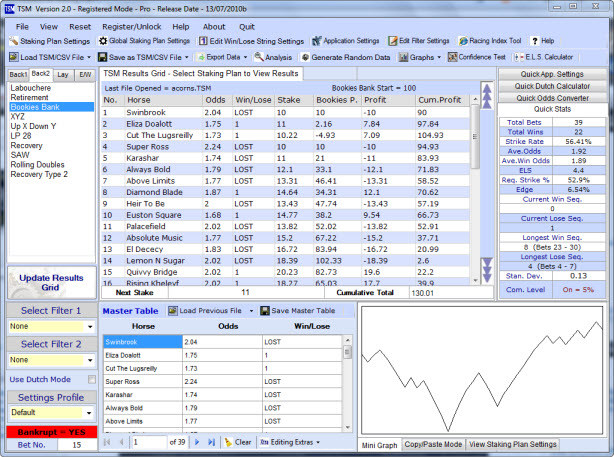 TSM Version 2.0 - Registered Mode - Pro - Release Date - 13/07/2010b
File View Reset Register/Unlock Help About Quit
Staking Plan Settings Global Staking Plan Settings Edit Win/Lose String Settings Application Settings Edit Filter Settings Racing Index Tool Help
Load TSM/CSV File Save as TSM/CSV File Export Data Analysis Generate Random Data Graphs Confidence Test E.L.S. Calculator
Back1 Back2 Lay E/W
Labouchere
Retirement
Bookies Bank
XYZ
Up X Down Y
LP 28
Recovery
SAW
Rolling Doubles
Recovery Type 2
Update Results
Grid
Select Filter 1
None
Select Filter 2
None
Use Dutch Mode
Settings Profile
Default
Bankrupt = YES
Bet No. 15
TSM Results Grid - Select Staking Plan to View Results
Last File Opened = acorns.TSM Bookies Bank Start = 100
No. Horse Odds Win/Lose Stake Bookies P. Profit Cum.Profit
1 Swinbrook 2.04 LOST 10 10 -10 90
2 Eliza Doalott 1.75 1 10 2.16 7.84 97.84
3 Cut The Lugsreilly 1.73 1 10.22 -4.93 7.09 104.93
4 Super Ross 2.24 LOST 10 10 -10 94.93
5 Karashar 1.74 LOST 11 21 -11 83.93
6 Always Bold 1.79 LOST 12.1 33.1 -12.1 71.83
7 Above Limits 1.77 LOST 13.31 46.41 -13.31 58.52
8 Diamond Blade 1.87 1 14.64 34.31 12.1 70.62
9 Heir To Be 2 LOST 13.43 47.74 -13.43 57.19
10 Euston Square 1.68 1 14.77 38.2 9.54 66.73
11 Palacefield 2.02 LOST 13.82 52.02 -13.82 52.91
12 Absolute Music 1.77 LOST 15.2 67.22 -15.2 37.71
13 El Dececy 1.83 LOST 16.72 83.94 -16.72 20.99
14 Lemon N Sugar 2.02 LOST 18.39 102.33 -18.39 2.6
15 Quivvy Bridge 2.02 1 20.23 82.73 19.6 22.2
16 2.02 1 18.27 65.03 17.7 39.9
Next Stake 11 Cumulative Total 130.01
Master Table Load Previous File Save Master Table
Horse Odds Win/Lose
Swinbrook 2.04 LOST
Eliza Doalott 1.75 1
Cut The Lugsreilly 1.73 1
Super Ross 2.24 LOST
Karashar 1.74 LOST
Always Bold 1.79 LOST
Above Limits 1.77 LOST
1 of 39 Clear Editing Extras
Quick App. Settings
Quick Dutch Calculator
Quick Odds Converter
Quick Stats
Total Bets 39
Total Wins 22
Strike Rate 56.41%
Ave.Odds 1.92
Ave.Win Odds 1.89
ELS 4.4
Req. Strike % 52.9%
Edge 6.54%
Current Win Seq.
0
Current Lose Seq.
1
Longest Win Seq.
8 (Bets 23 - 30)
Longest Lose Seq.
4 (Bets 4 - 7)
Stan. Dev. 0.13
Com. Level On = 5%
Mini Graph Copy/Paste Mode View Staking Plan Settings